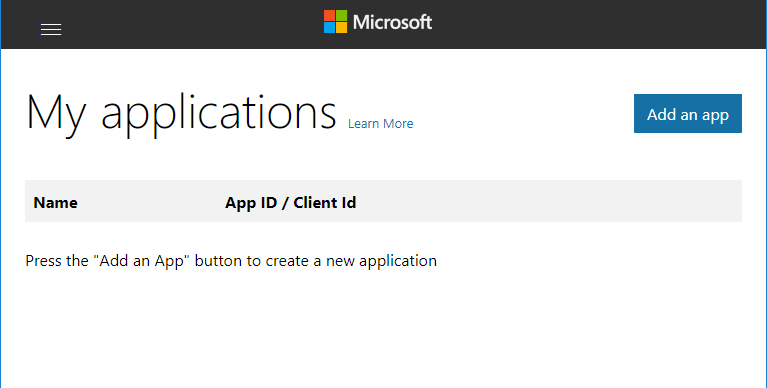 Microsoft
My applications Learn More
Add an app
Name App ID / Client Id
Press the "Add an App" button to create a new application